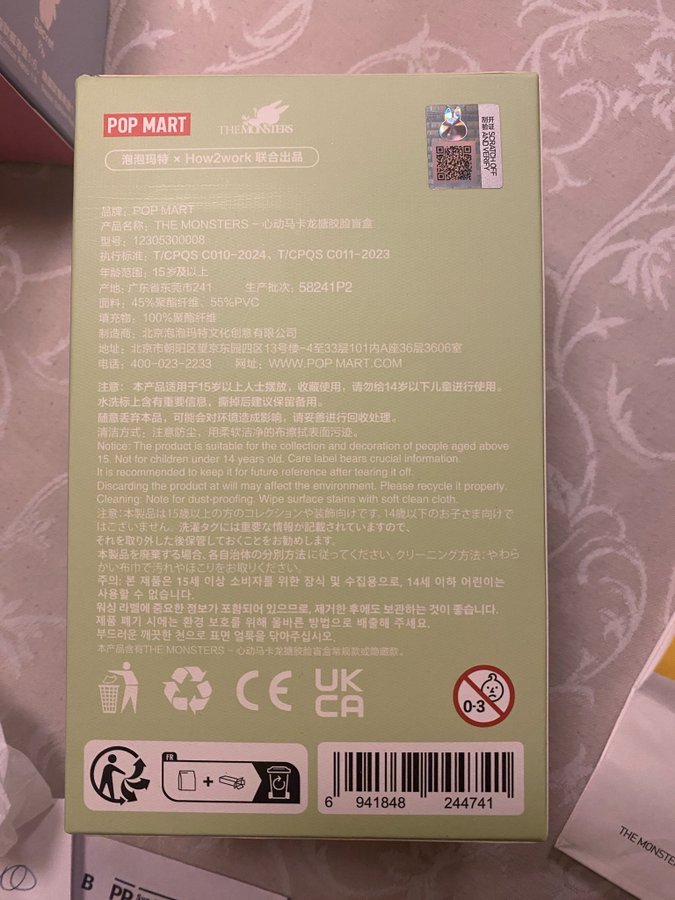 POP MART
THE MONSTERS
泡泡玛特 × How2work 联合出品
刮开验证
SCRATCH OFF
AND VERIFY
品牌：POP MART
产品名称：THE MONSTERS – 心动马卡龙搪胶脸盲盒
型号：12305300008
执行标准：T/CPQS C010-2024、T/CPQS C011-2023
年龄范围：15岁及以上
产地：广东省东莞市241 生产批次：58241P2
面料：45%聚酯纤维、55%PVC
填充物：100%聚酯纤维
制造商：北京泡泡玛特文化创意有限公司
地址：北京市朝阳区望京东园四区13号楼-4至33层101内A座36层3606室
电话：400-023-2233 网址：WWW.POPMART.COM
注意：本产品适用于15岁以上人士摆放，收藏使用，请勿给14岁以下儿童进行使用。
水洗标上含有重要信息，撕掉后建议保留备用。
随意丢弃本品，可能会对环境造成影响，请妥善进行回收处理。
清洁方式：注意防尘，用柔软洁净的布擦拭表面污迹。
Notice: The product is suitable for the collection and decoration of people aged above
15. Not for children under 14 years old. Care label bears crucial information.
It is recommended to keep it for future reference after tearing it off.
Discarding the product at will may affect the environment. Please recycle it properly.
Cleaning: Note for dust-proofing. Wipe surface stains with soft clean cloth.
注意:本製品は15歳以上の方のコレクションや装飾向けです。14歳以下のお子さま向けで
はございません。洗濯タグには重要な情報が記載されていますので、
それを取り外した後保管しておくことをお勧めします。
本製品を廃棄する場合、各自治体の分別方法に従ってください。クリーニング方法：やわら
かい布巾で汚れやほこりをお取りください。
주의: 본 제품은 15세 이상 소비자를 위한 장식 및 수집용으로, 14세 이하 어린이는
사용할 수 없습니다.
워싱 라벨에 중요한 정보가 포함되어 있으므로, 제거한 후에도 보관하는 것이 좋습니다.
제품 폐기 시에는 환경 보호를 위해 올바른 방법으로 배출해 주세요.
부드러운 깨끗한 천으로 표면 얼룩을 닦아주십시오.
本产品含有THE MONSTERS – 心动马卡龙搪胶脸盲盒常规款或隐藏款。
CE
UK
CA
0-3
FR
+
6 941848 244741
THE MONSTERS
B PP